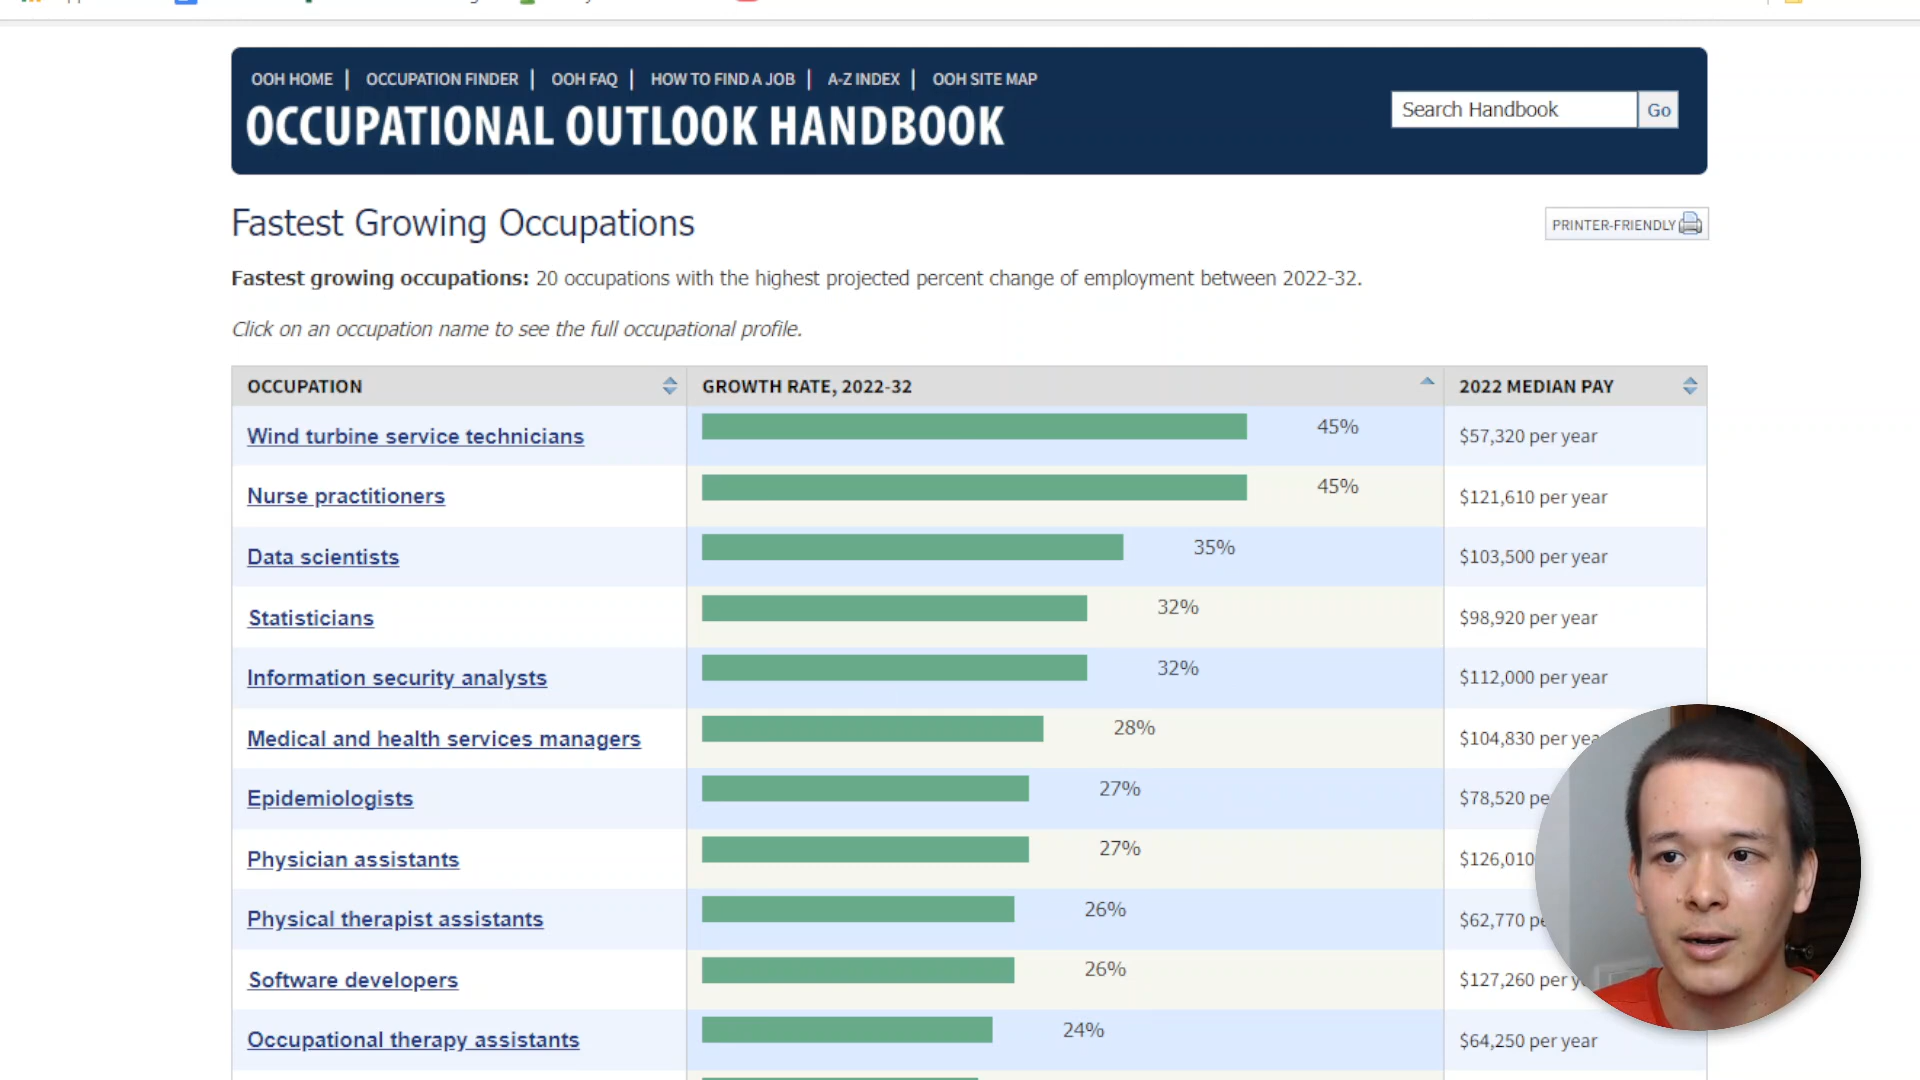 OOH HOME | OCCUPATION FINDER | OOH FAQ | HOW TO FIND A JOB | A-Z INDEX | OOH SITE MAP
OCCUPATIONAL OUTLOOK HANDBOOK
Search Handbook Go
Fastest Growing Occupations
PRINTER-FRIENDLY
Fastest growing occupations: 20 occupations with the highest projected percent change of employment between 2022-32.
Click on an occupation name to see the full occupational profile.
OCCUPATION GROWTH RATE, 2022-32 2022 MEDIAN PAY
Wind turbine service technicians 45% $57,320 per year
Nurse practitioners 45% $121,610 per year
Data scientists 35% $103,500 per year
Statisticians 32% $98,920 per year
Information security analysts 32% $112,000 per year
Medical and health services managers 28% $104,830 per
Epidemiologists 27% $78,520
Physician assistants 27% $126,010
Physical therapist assistants 26% $62,770
Software developers 26% $127,260 per
Occupational therapy assistants 24% $64,250 per year